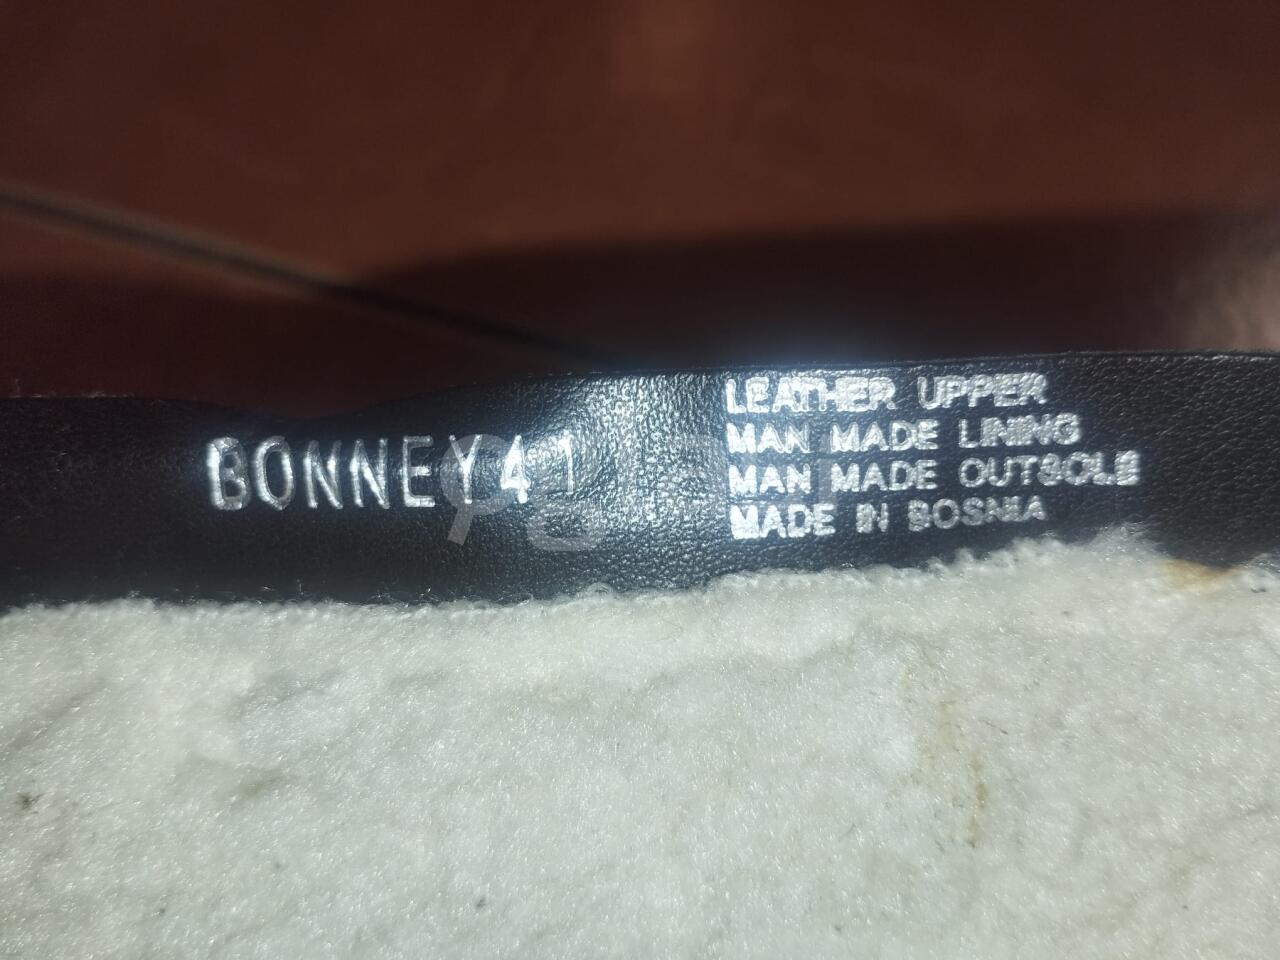 BONNEY 41
LEATHER UPPER
MAN MADE LINING
MAN MADE OUTSOLE
MADE IN BOSNIA